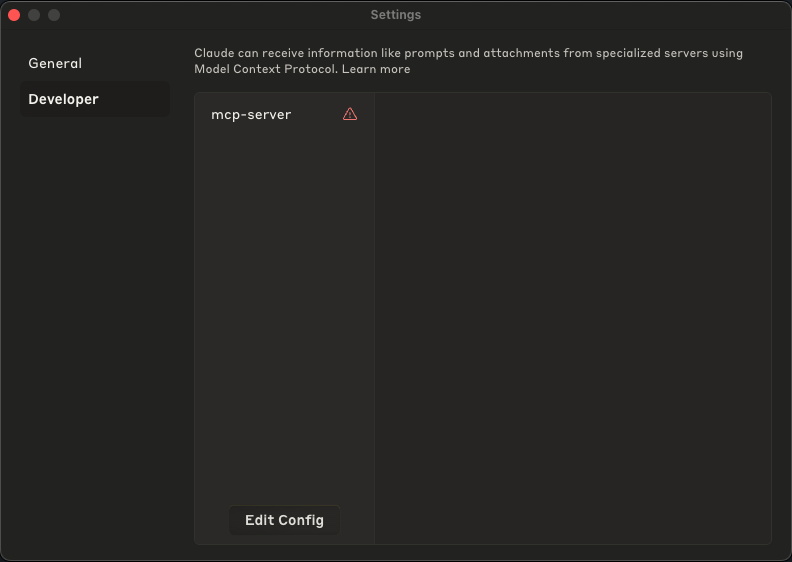 Settings
General
Developer
Claude can receive information like prompts and attachments from specialized servers using
Model Context Protocol. Learn more
mcp-server
Edit Config